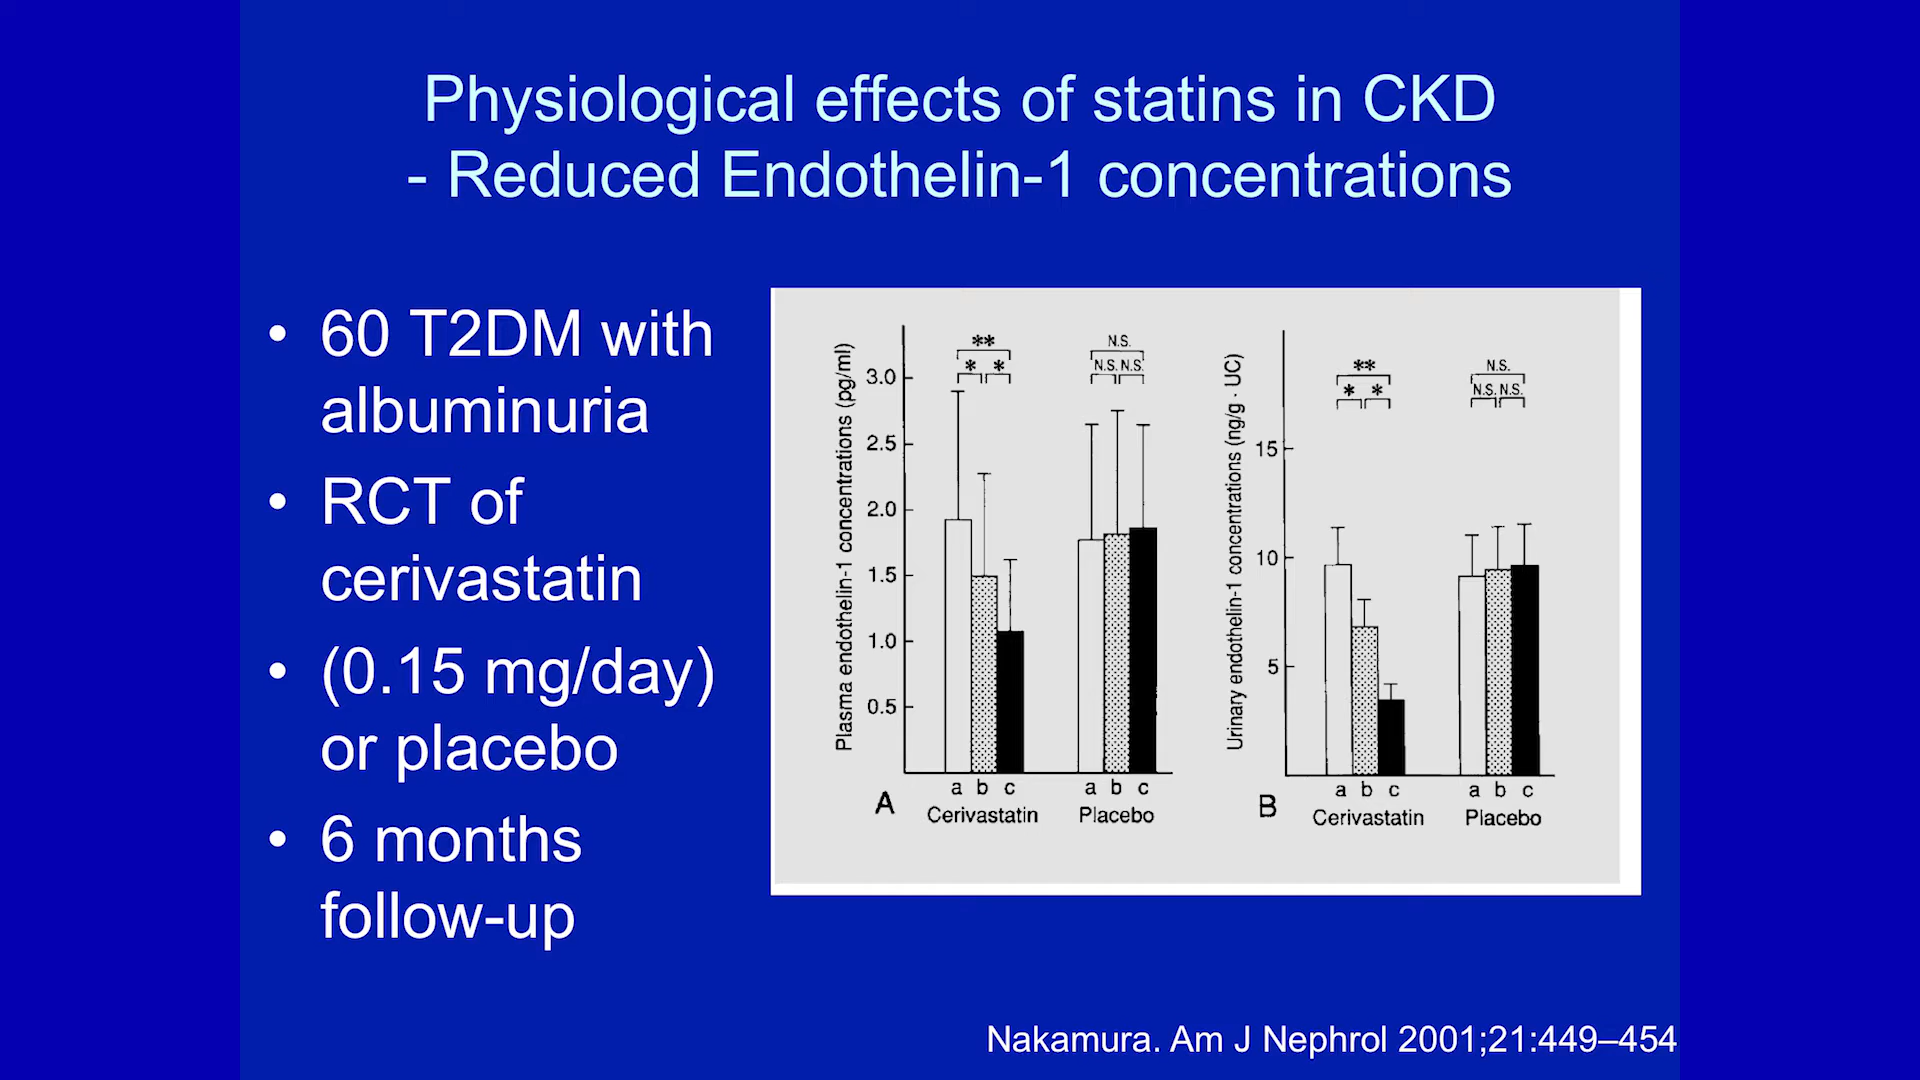 Physiological effects of statins in CKD
- Reduced Endothelin-1 concentrations
• 60 T2DM with
albuminuria
• RCT of
cerivastatin
• (0.15 mg/day)
or placebo
• 6 months
follow-up
Plasma endothelin-1 concentrations (pg/ml)
3.0
2.5
2.0
1.5
1.0
0.5
**
* *
N.S.
N.S. N.S.
a b c a b c
A Cerivastatin Placebo
Urinary endothelin-1 concentrations (ng/g · UC)
15
10
5
**
* *
N.S.
N.S. N.S.
a b c a b c
B Cerivastatin Placebo
Nakamura. Am J Nephrol 2001;21:449–454